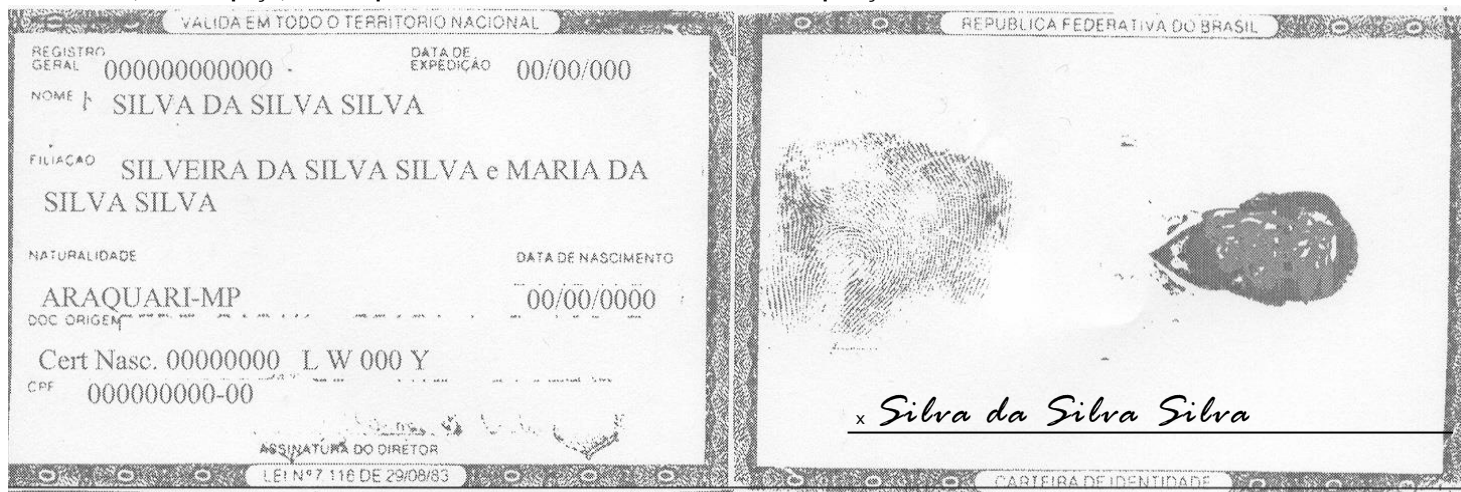 VALIDA EM TODO O TERRITORIO NACIONAL
REGISTRO GERAL 000000000000 DATA DE EXPEDIÇÃO 00/00/000
NOME SILVA DA SILVA SILVA
FILIAÇÃO SILVEIRA DA SILVA SILVA e MARIA DA
SILVA SILVA
NATURALIDADE DATA DE NASCIMENTO
ARAQUARI-MP 00/00/0000
DOC ORIGEM
Cert Nasc. 00000000 L W 000 Y
CPF 000000000-00
ASSINATURA DO DIRETOR
LEI Nº 7.116 DE 29/08/83
REPUBLICA FEDERATIVA DO BRASIL
x Silva da Silva Silva
CARTEIRA DE IDENTIDADE